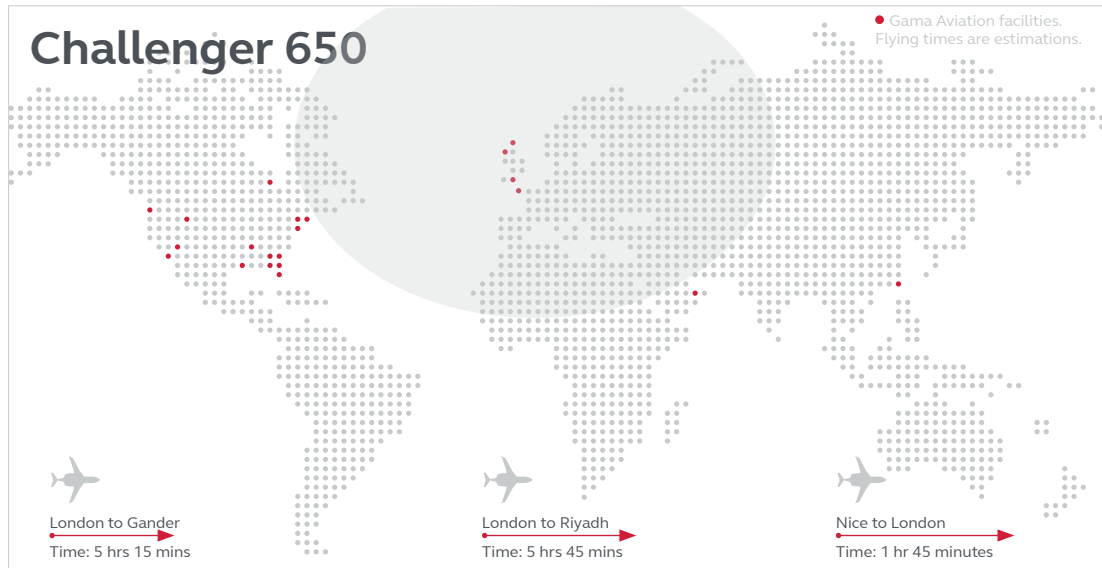 Challenger 650
Gama Aviation facilities.
Flying times are estimations.
London to Gander
Time: 5 hrs 15 mins
London to Riyadh
Time: 5 hrs 45 mins
Nice to London
Time: 1 hr 45 minutes